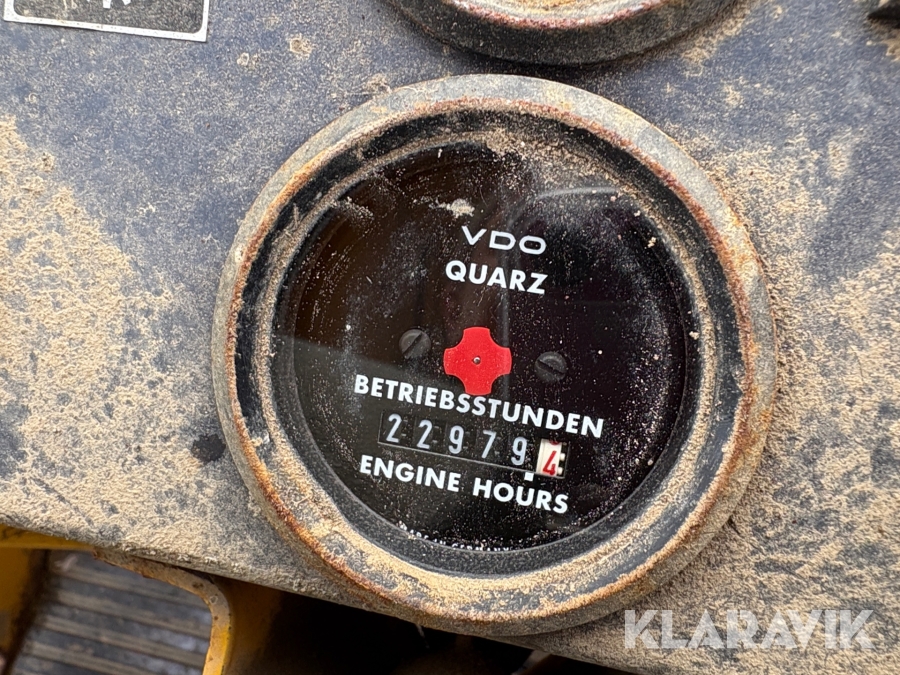 VDO
QUARZ
BETRIEBSSTUNDEN
229794
ENGINE HOURS
KLARAVIK